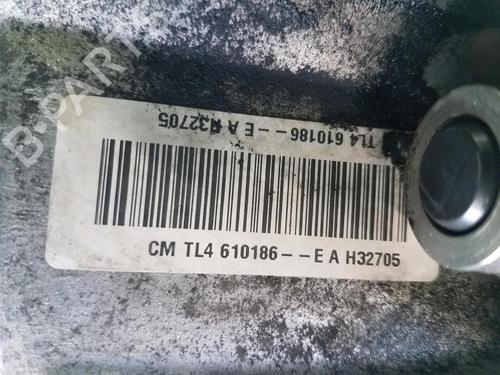 B-PARTS
TL4 610186--E A H32705
CM TL4 610186--E A H32705